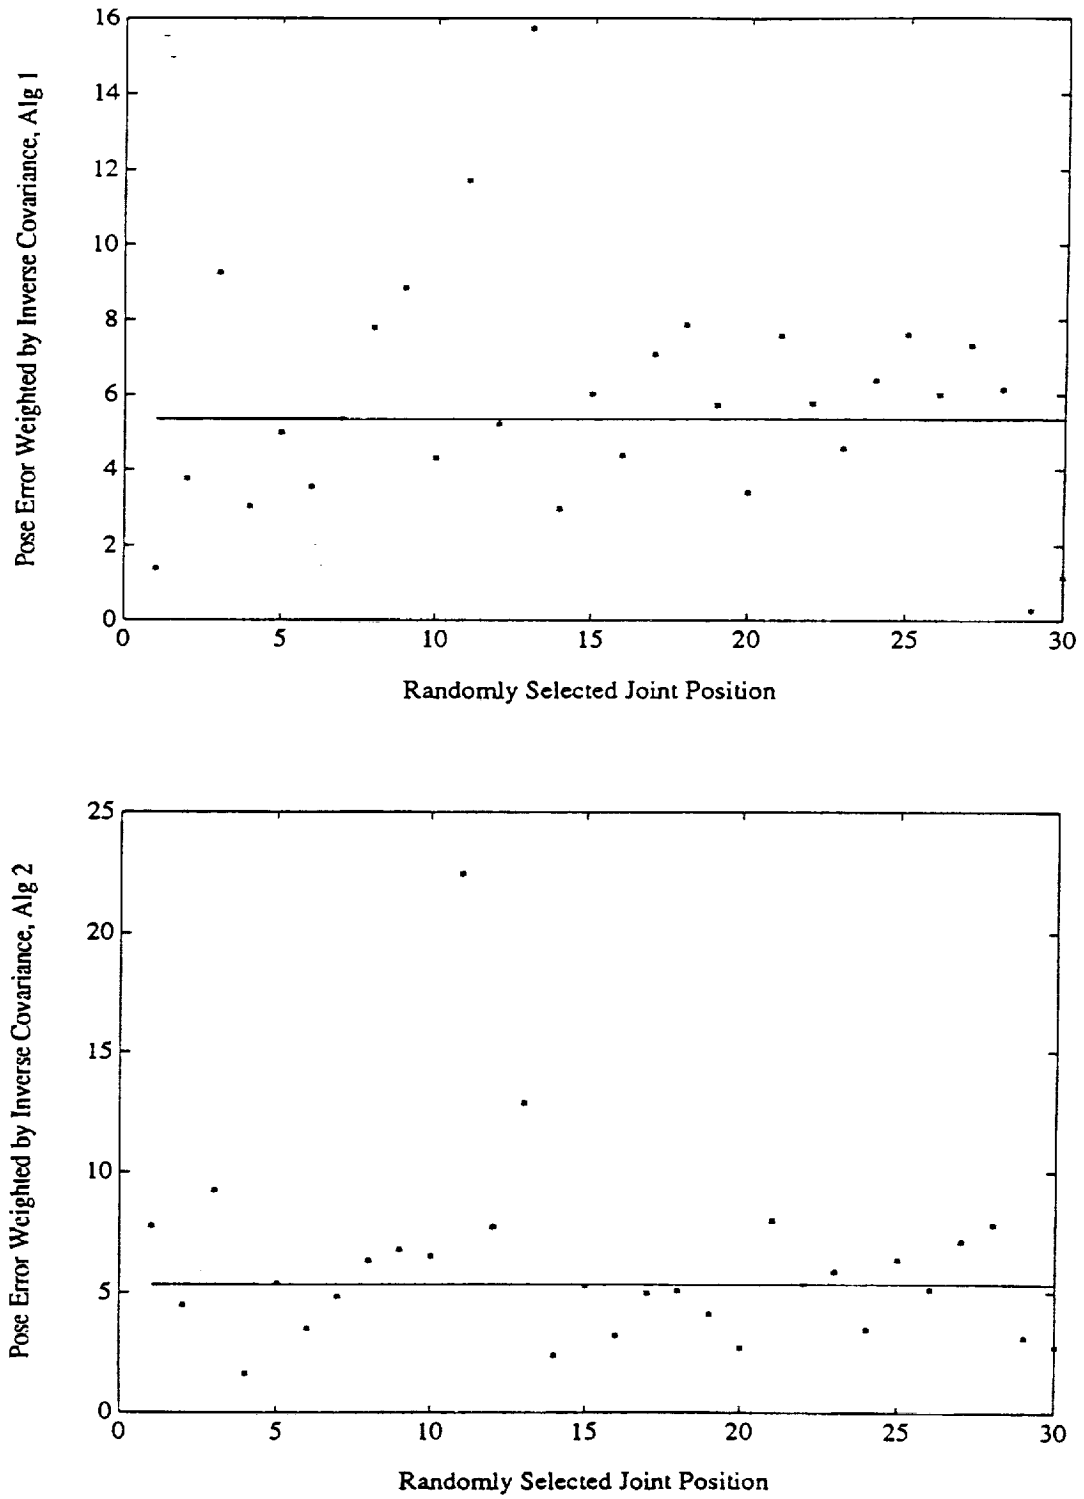 16
14
12
10
8
6
4
2
0
Pose Error Weighted by Inverse Covariance, Alg 1
0 5 10 15 20 25 30
Randomly Selected Joint Position
25
20
15
10
5
0
Pose Error Weighted by Inverse Covariance, Alg 2
0 5 10 15 20 25 30
Randomly Selected Joint Position